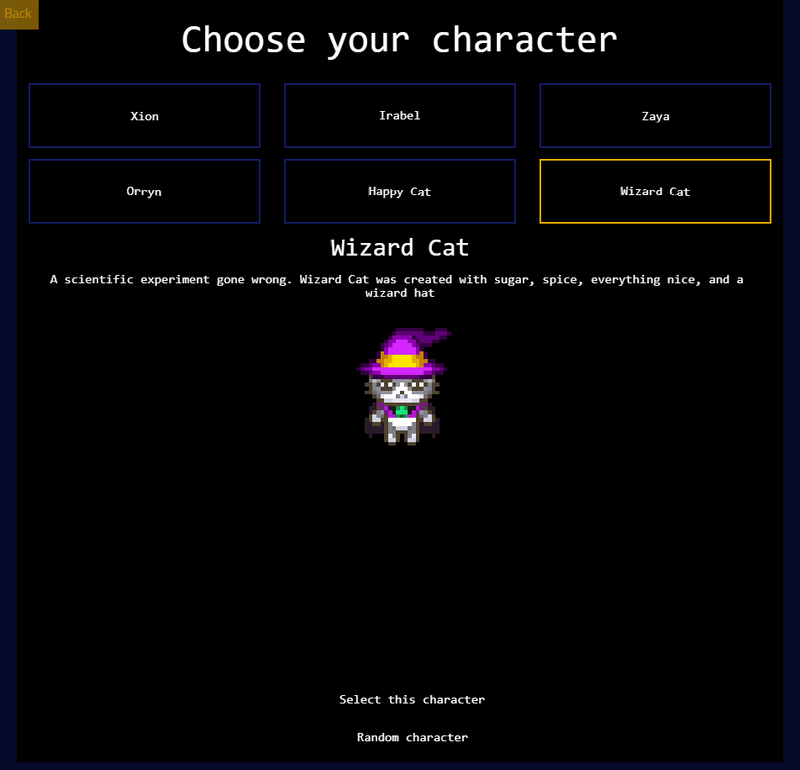 Back
Choose your character
Xion
Irabel
Zaya
Orryn
Happy Cat
Wizard Cat
Wizard Cat
A scientific experiment gone wrong. Wizard Cat was created with sugar, spice, everything nice, and a
wizard hat
Select this character
Random character